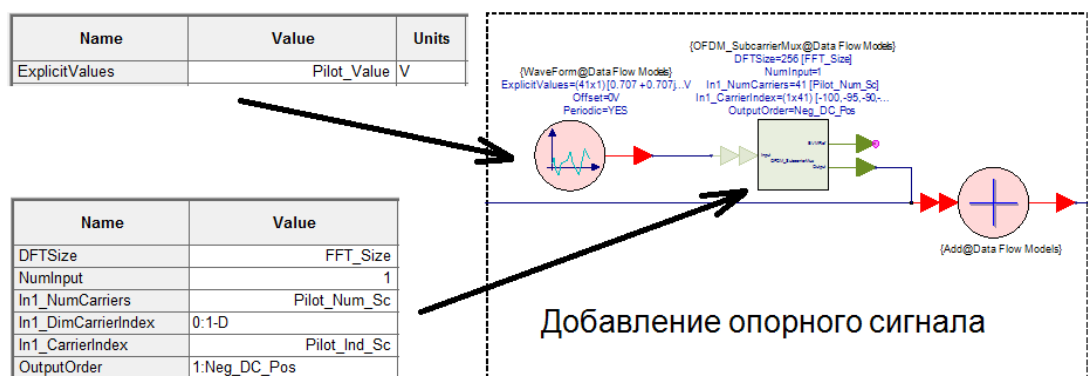 Name Value Units
ExplicitValues Pilot_Value V
{OFDM_SubcarrierMux@Data Flow Models}
DFTSize=256 [FFT_Size]
NumInput=1
In1_NumCarriers=41 [Pilot_Num_Sc]
In1_CarrierIndex=(1x41) [-100,-95,-90,-...
OutputOrder=Neg_DC_Pos
{WaveForm@Data Flow Models}
ExplicitValues=(41x1) [0.707 +0.707j...V
Offset=0V
Periodic=YES
Input
OFDM_SubcarrierMux
Output
{Add@Data Flow Models}
Name Value
DFTSize FFT_Size
NumInput 1
In1_NumCarriers Pilot_Num_Sc
In1_DimCarrierIndex 0:1-D
In1_CarrierIndex Pilot_Ind_Sc
OutputOrder 1:Neg_DC_Pos
Добавление опорного сигнала